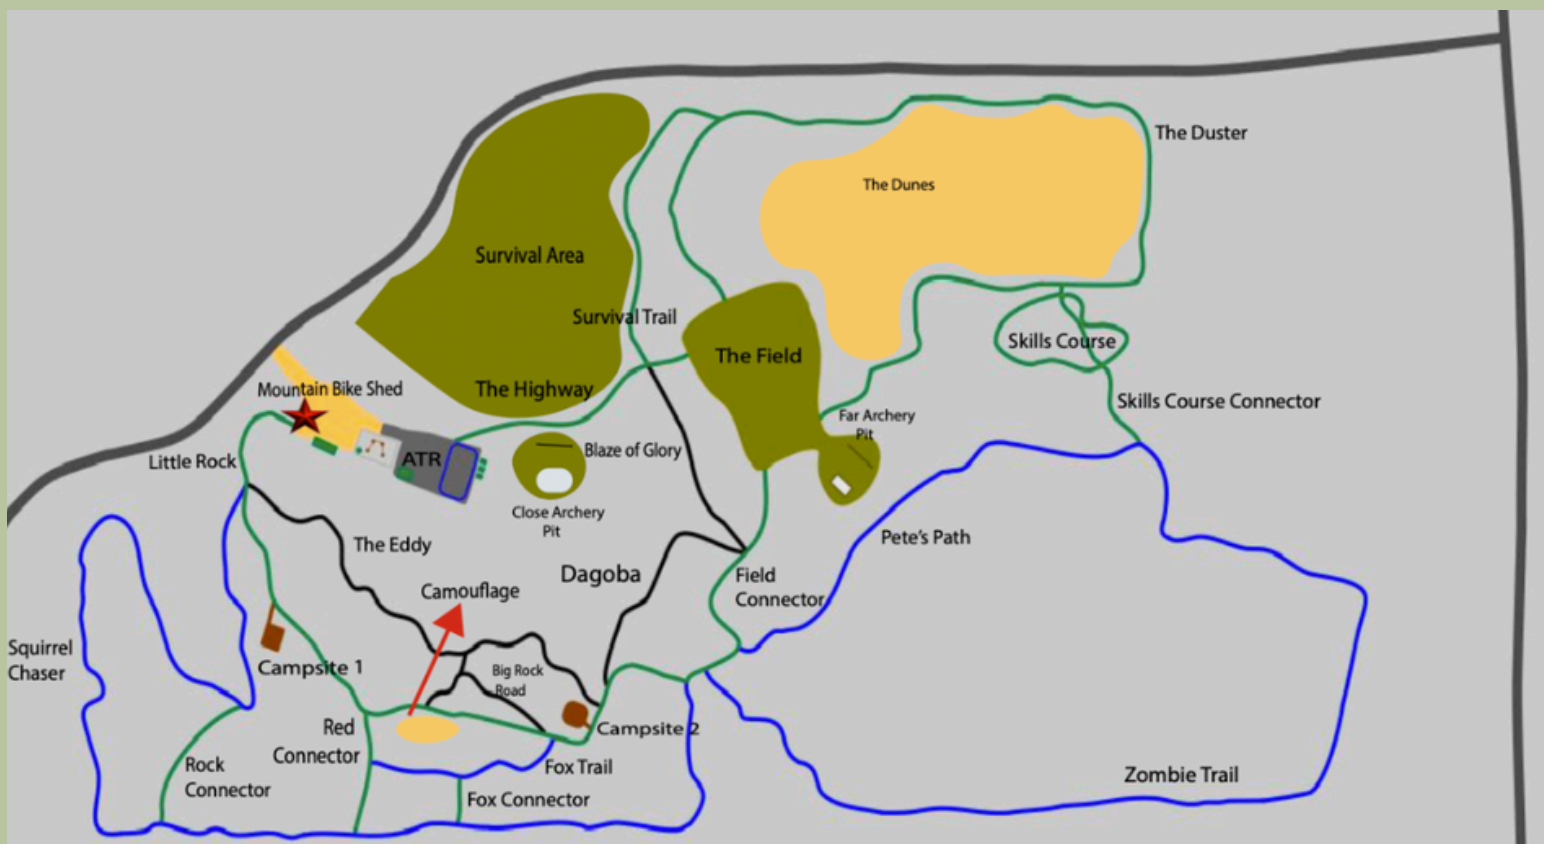 The Duster
The Dunes
Survival Area
Survival Trail
The Field
Skills Course
The Highway
Mountain Bike Shed
Skills Course Connector
Far Archery
Pit
Little Rock
ATR
Blaze of Glory
Close Archery
Pit
The Eddy
Pete's Path
Dagoba
Camouflage
Field
Connector
Squirrel
Chaser
Campsite 1
Big Rock
Road
Red
Connector
Campsite 2
Rock
Connector
Fox Trail
Zombie Trail
Fox Connector